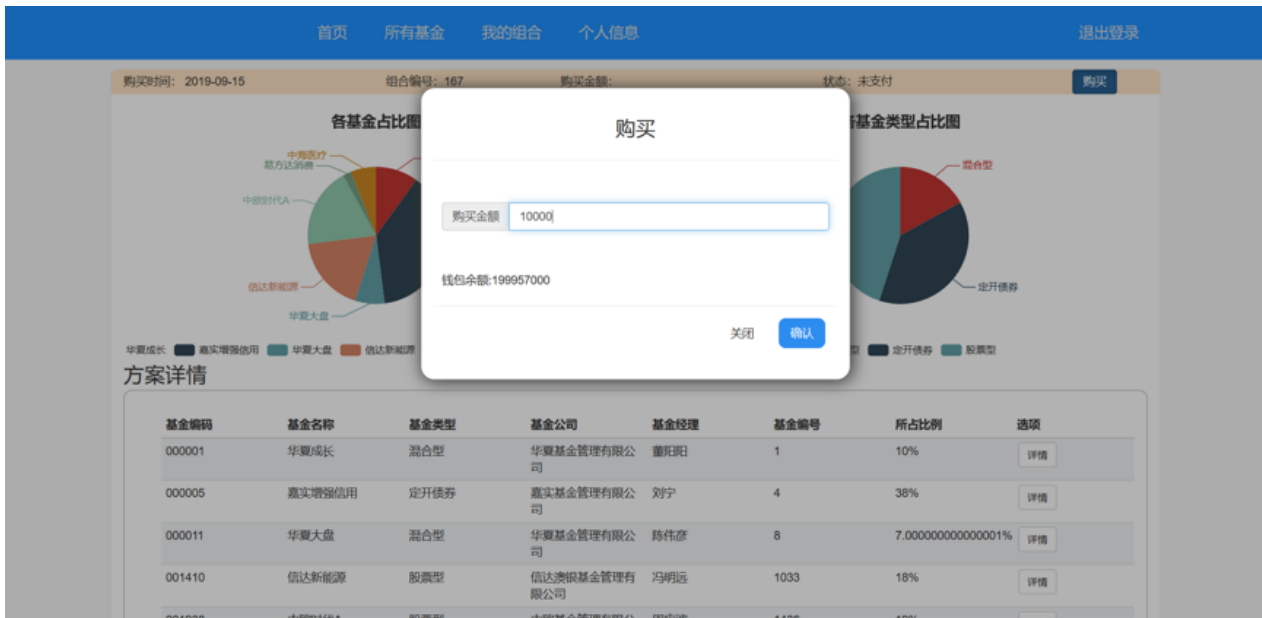 首页 所有基金 我的组合 个人信息 退出登录
购买时间： 2019-09-15 组合编号：167 购买金额： 状态：未支付 购买
各基金占比图 基金类型占比图
购买
中海医疗
易方达消费
中欧时代A
信达新能源
华夏大盘
混合型
定开债券
购买金额 10000
钱包余额:199957000
关闭 确认
华夏成长 嘉实增强信用 华夏大盘 信达新能源 型 定开债券 股票型
方案详情
基金编码 基金名称 基金类型 基金公司 基金经理 基金编号 所占比例 选项
000001 华夏成长 混合型 华夏基金管理有限公司 董阳阳 1 10% 详情
000005 嘉实增强信用 定开债券 嘉实基金管理有限公司 刘宁 4 38% 详情
000011 华夏大盘 混合型 华夏基金管理有限公司 陈伟彦 8 7.000000000000001% 详情
001410 信达新能源 股票型 信达澳银基金管理有限公司 冯明远 1033 18% 详情